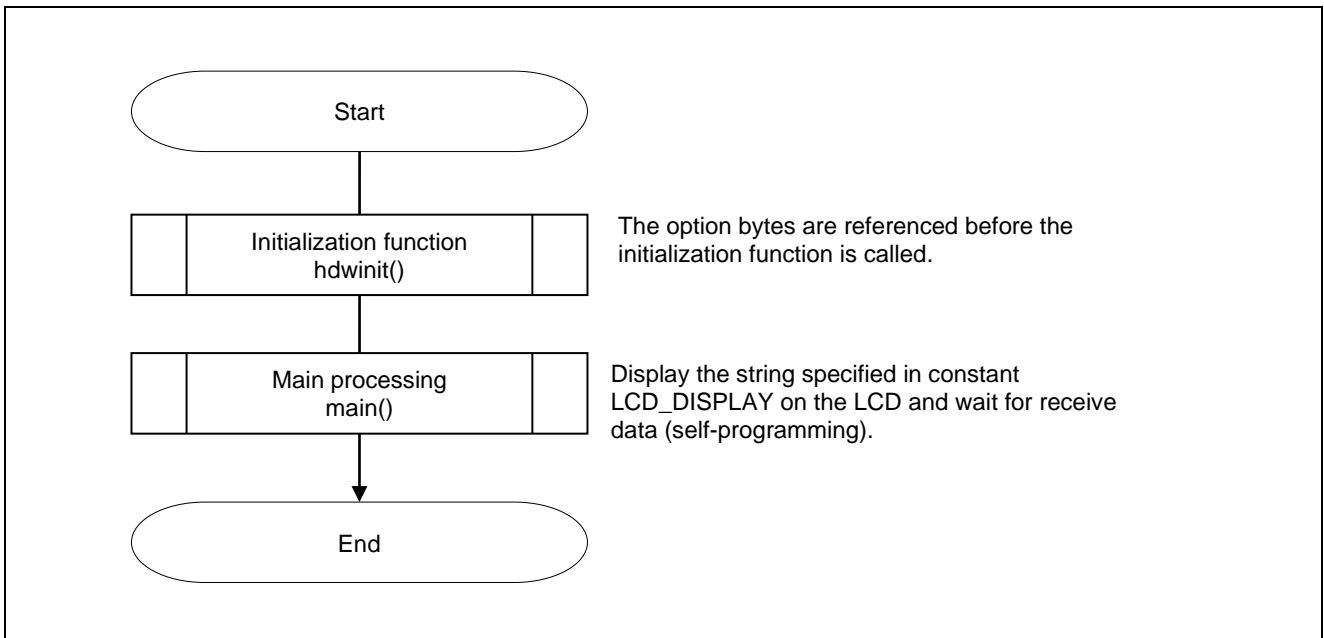 Start
Initialization function
hdwinit()
The option bytes are referenced before the
initialization function is called.
Main processing
main()
Display the string specified in constant
LCD_DISPLAY on the LCD and wait for receive
data (self-programming).
End